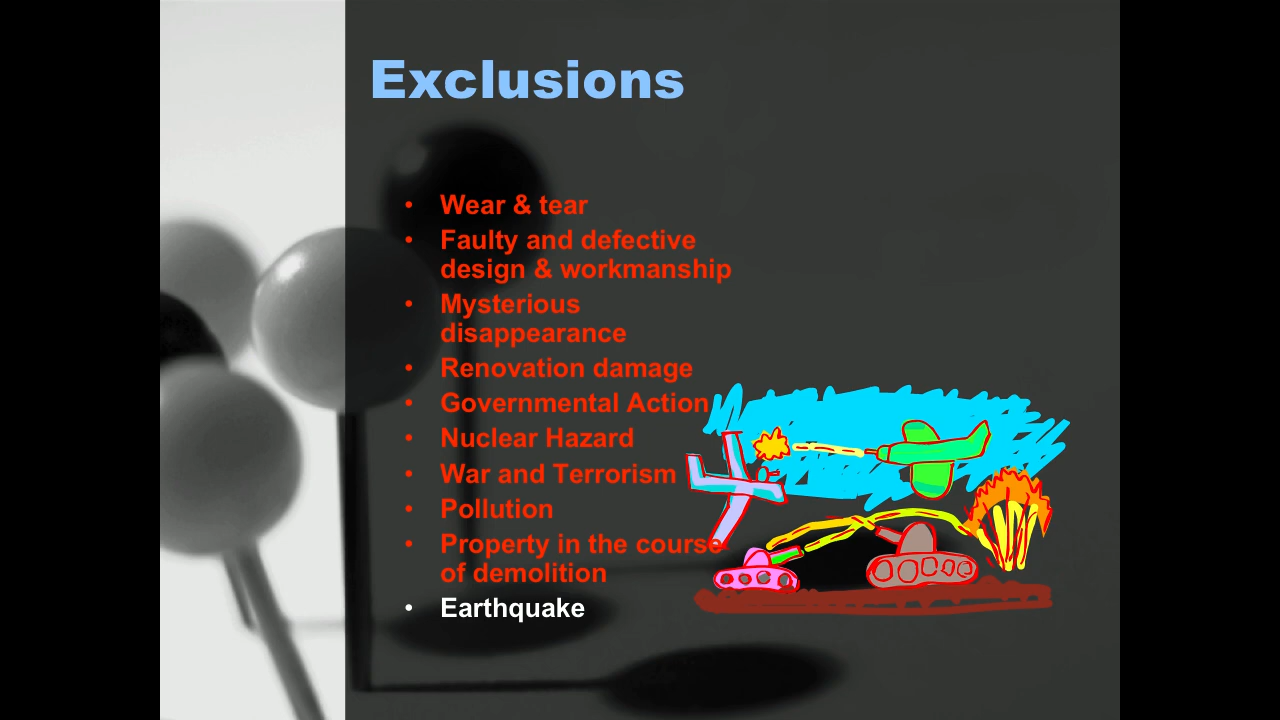 Exclusions
• Wear & tear
• Faulty and defective
design & workmanship
• Mysterious
disappearance
• Renovation damage
• Governmental Action
• Nuclear Hazard
• War and Terrorism
• Pollution
• Property in the course
of demolition
• Earthquake